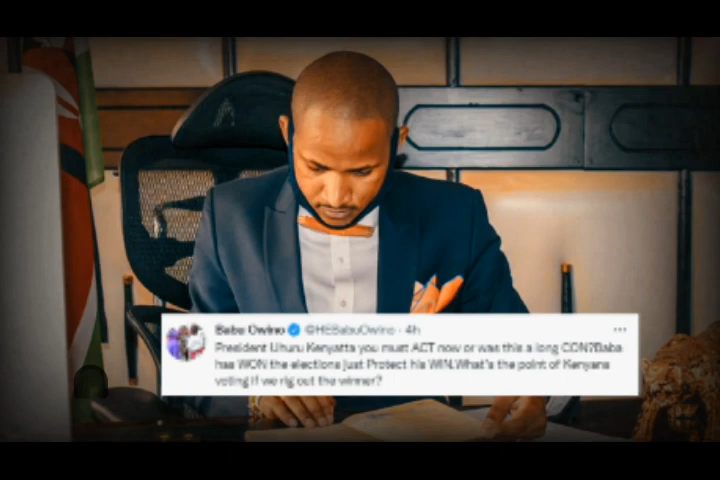 Babu Owino @HEBabuOwino · 4h
President Uhuru Kenyatta you must ACT now or was this a long CON?Baba
has WON the elections just Protect his WIN.What's the point of Kenyans
voting if we rig out the winner?